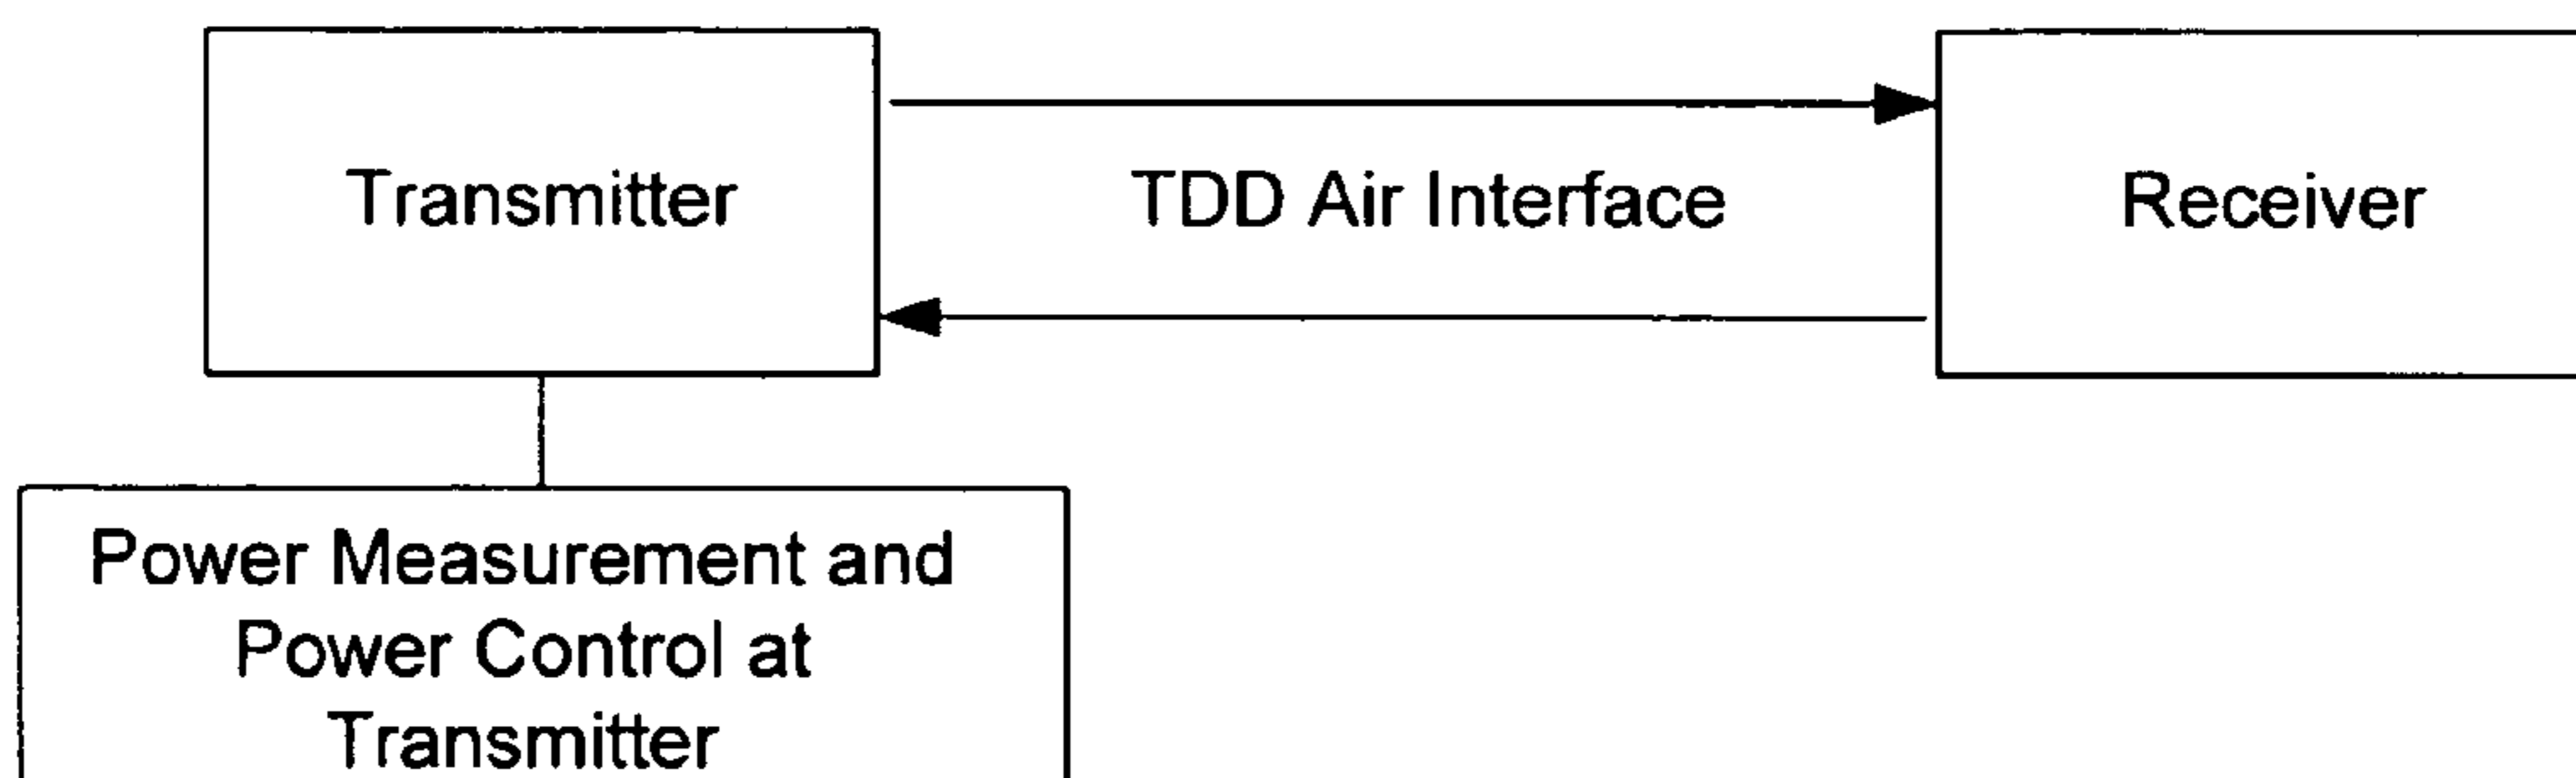 Transmitter
TDD Air Interface
Receiver
Power Measurement and
Power Control at
Transmitter